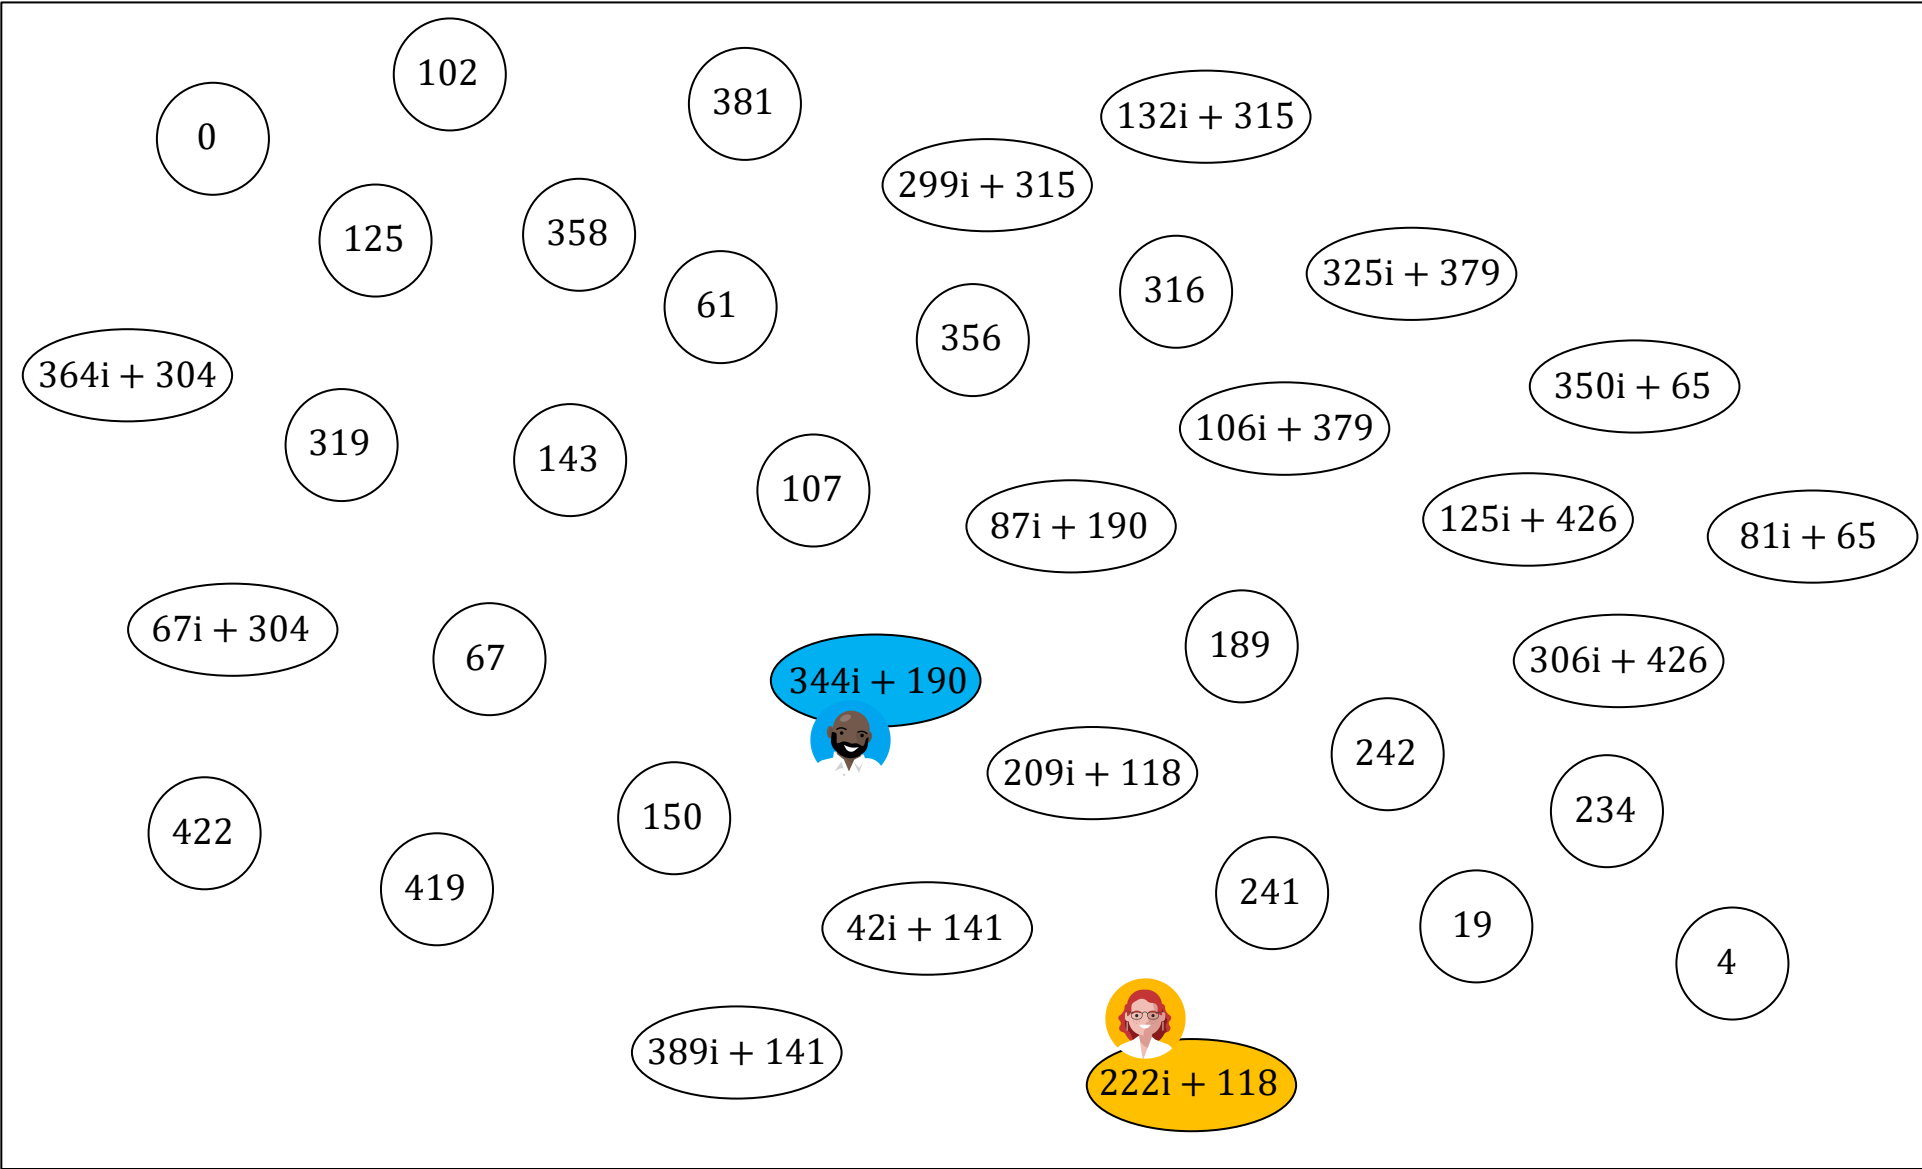 102
381
132i + 315
0
299i + 315
125
358
325i + 379
61
316
356
364i + 304
350i + 65
106i + 379
319
143
107
87i + 190
125i + 426
81i + 65
67i + 304
67
189
306i + 426
344i + 190
242
209i + 118
234
422
150
419
241
42i + 141
19
4
389i + 141
222i + 118